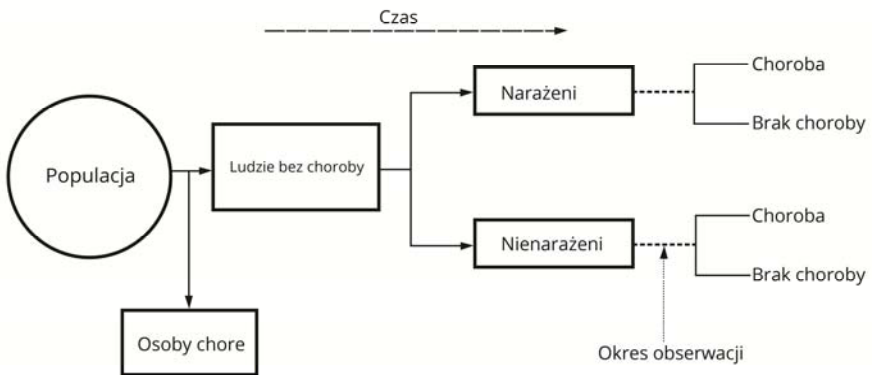 Czas
Populacja
Ludzie bez choroby
Osoby chore
Narażeni
Choroba
Brak choroby
Nienarażeni
Choroba
Brak choroby
Okres obserwacji